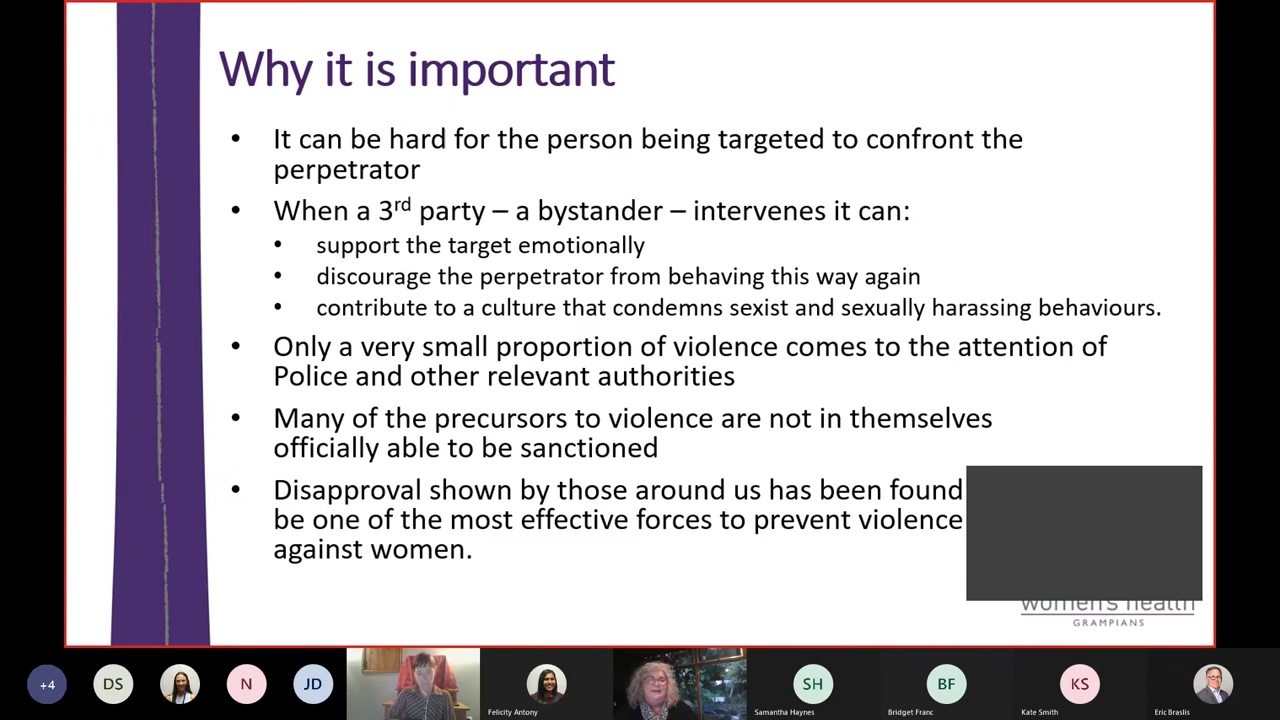 Why it is important
• It can be hard for the person being targeted to confront the
perpetrator
• When a 3rd party – a bystander – intervenes it can:
• support the target emotionally
• discourage the perpetrator from behaving this way again
• contribute to a culture that condemns sexist and sexually harassing behaviours.
• Only a very small proportion of violence comes to the attention of
Police and other relevant authorities
• Many of the precursors to violence are not in themselves
officially able to be sanctioned
• Disapproval shown by those around us has been found
be one of the most effective forces to prevent violence
against women.
women's health
GRAMPIANS
+4
DS
N
JD
Felicity Antony
SH
Samantha Haynes
BF
Bridget Franc
KS
Kate Smith
Eric Braslis